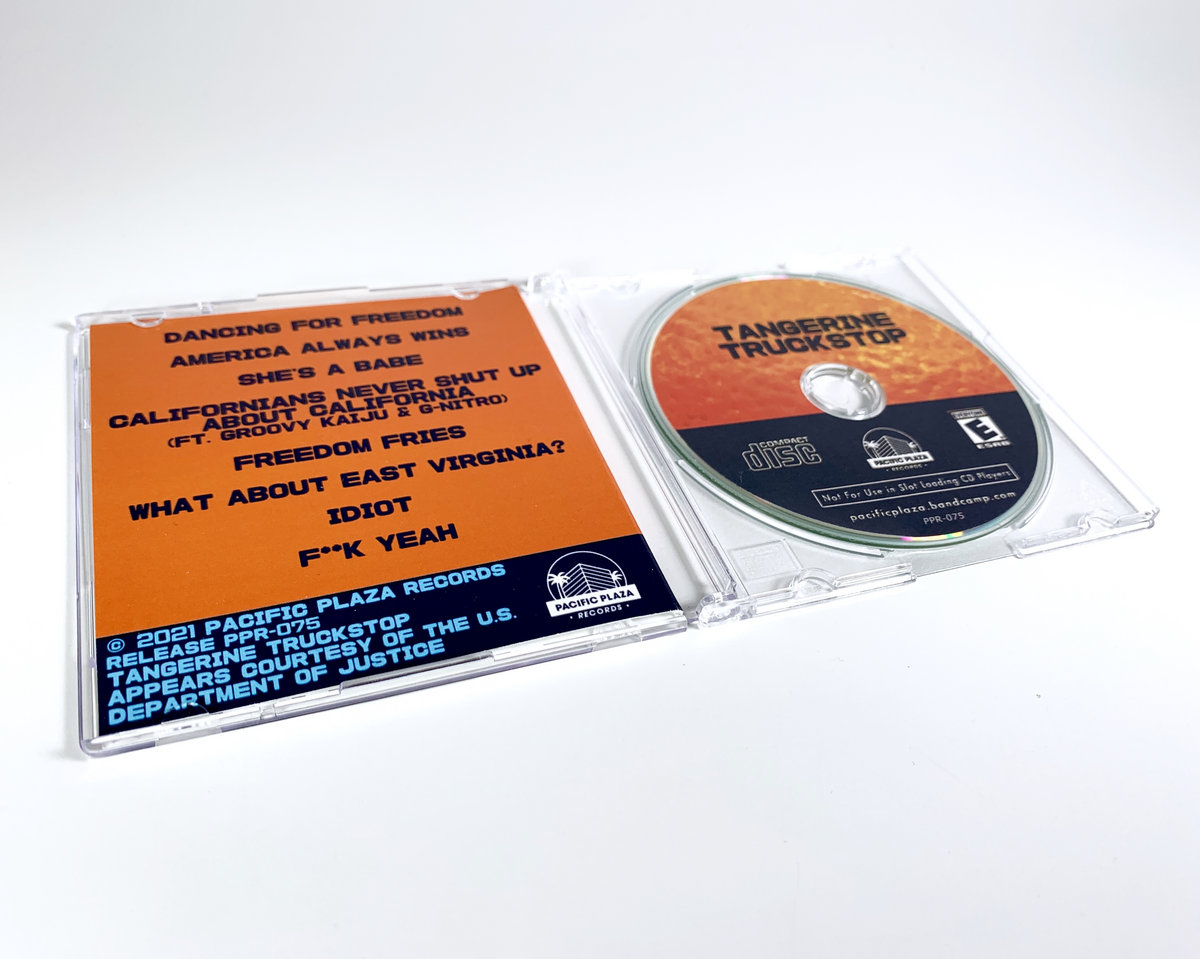 DANCING FOR FREEDOM
AMERICA ALWAYS WINS
SHE'S A BABE
CALIFORNIANS NEVER SHUT UP
ABOUT CALIFORNIA
(FT. GROOVY KAIJU & G-NITRO)
FREEDOM FRIES
WHAT ABOUT EAST VIRGINIA?
IDIOT
F**K YEAH
© 2021 PACIFIC PLAZA RECORDS
RELEASE PPR-075
TANGERINE TRUCKSTOP
APPEARS COURTESY OF THE U.S.
DEPARTMENT OF JUSTICE
PACIFIC PLAZA
• RECORDS •
TANGERINE
TRUCKSTOP
COMPACT
disc
PACIFIC PLAZA
• RECORDS •
EVERYONE
E
ESRB
Not For Use in Slot Loading CD Players
pacificplaza.bandcamp.com
PPR-075